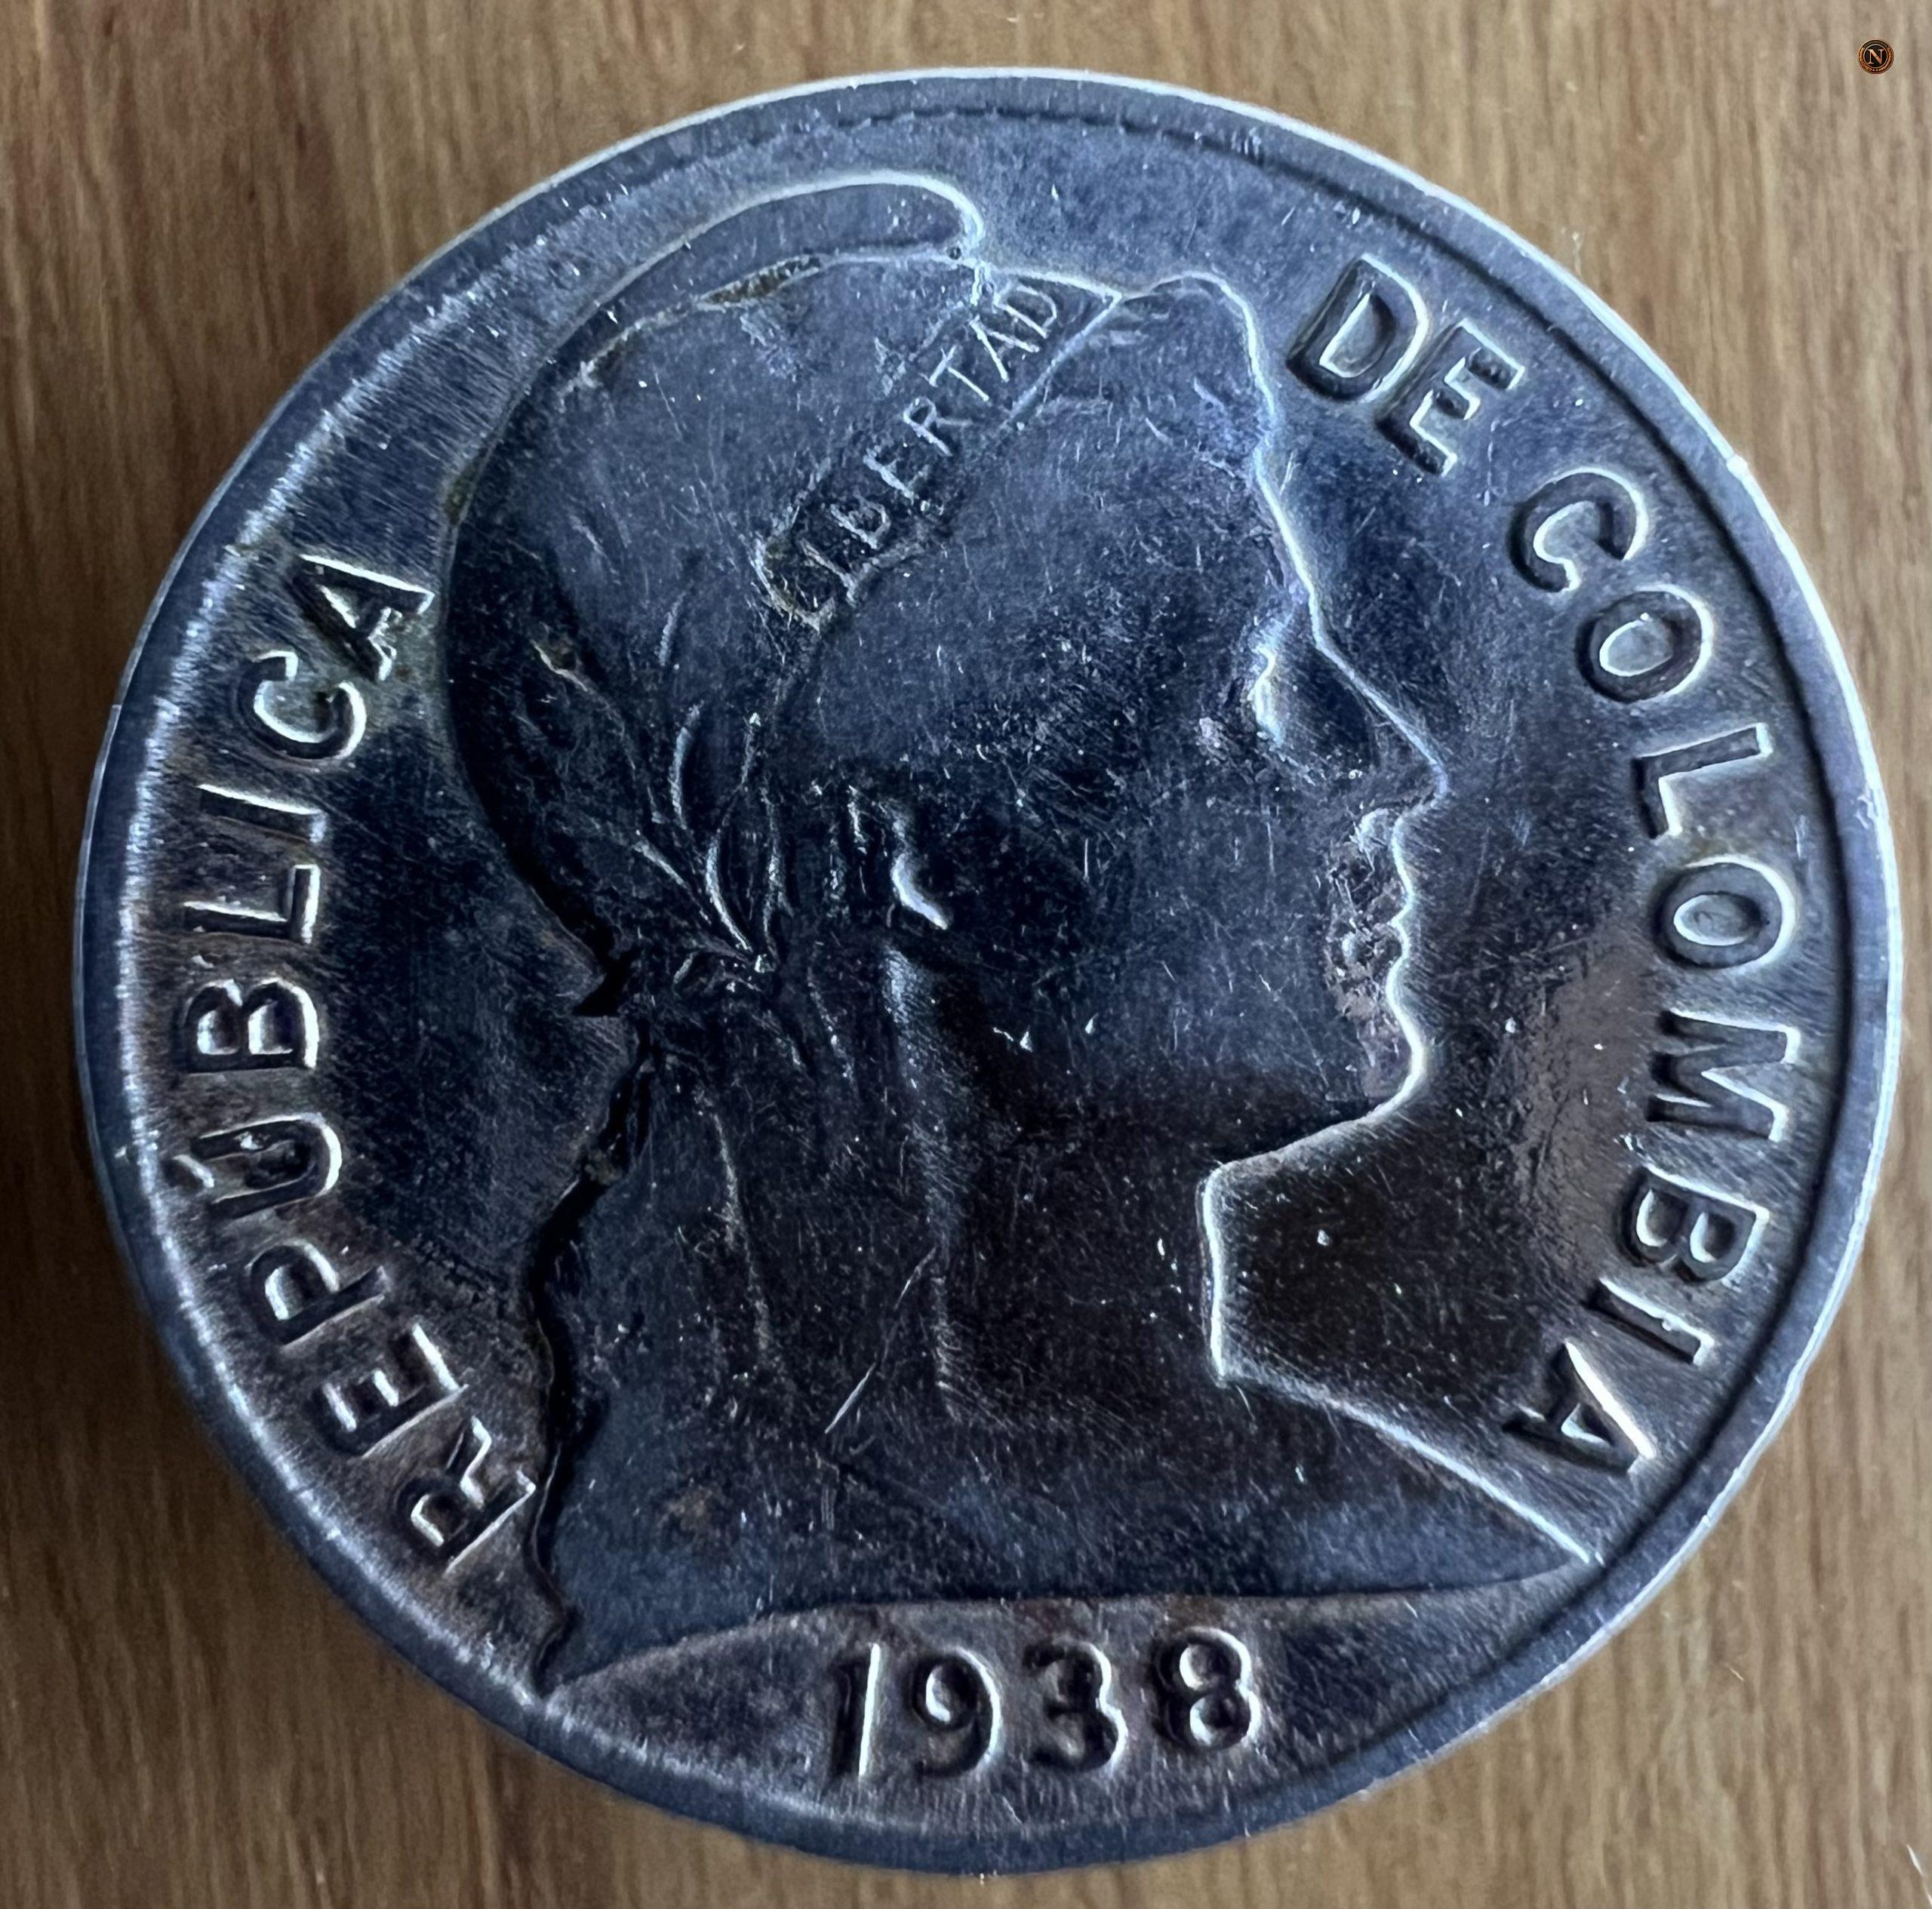 REPÚBLICA DE COLOMBIA
LIBERTAD
1938
N